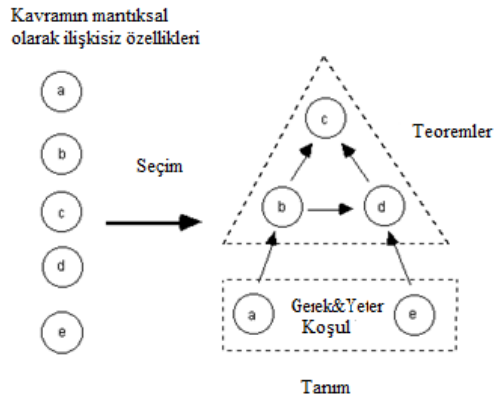 Kavramın mantıksal
olarak ilişkisiz özellikleri
a
b
c
d
e
Seçim
c
b
d
Teoremler
a
Gerek&Yeter
Koşul
e
Tanım